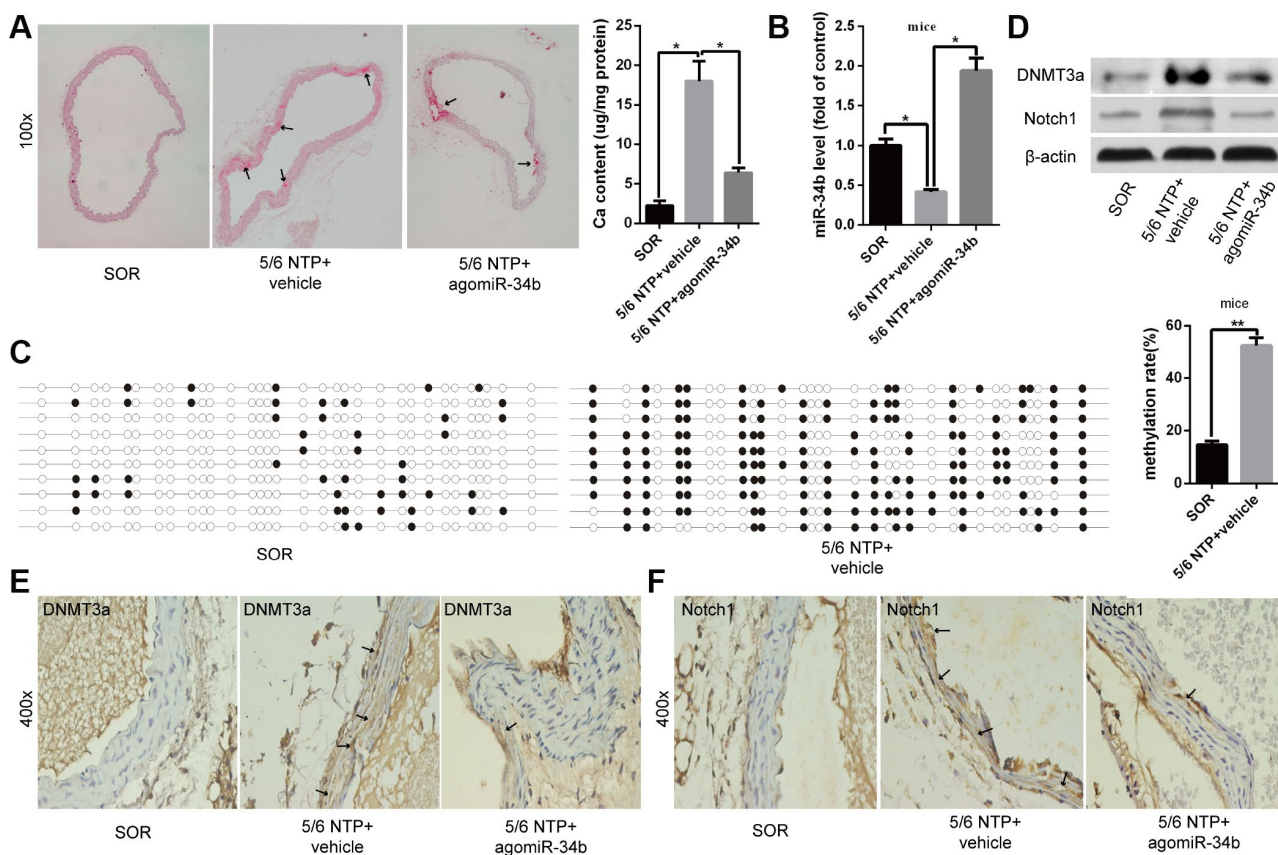 A
100x
SOR
5/6 NTP+
vehicle
5/6 NTP+
agomiR-34b
Ca content (ug/mg protein)
25
20
15
10
5
0
*
*
SOR
5/6 NTP+vehicle
5/6 NTP+agomiR-34b
B
mice
miR-34b level (fold of control)
2.5
2.0
1.5
1.0
0.5
0.0
*
*
SOR
5/6 NTP+vehicle
5/6 NTP+agomiR-34b
D
DNMT3a
Notch1
β-actin
SOR
5/6 NTP+
vehicle
5/6 NTP+
agomiR-34b
C
SOR
5/6 NTP+
vehicle
mice
methylation rate(%)
60
40
20
0
**
SOR
5/6 NTP+vehicle
E
400x
DNMT3a
DNMT3a
DNMT3a
SOR
5/6 NTP+
vehicle
5/6 NTP+
agomiR-34b
F
400x
Notch1
Notch1
Notch1
SOR
5/6 NTP+
vehicle
5/6 NTP+
agomiR-34b